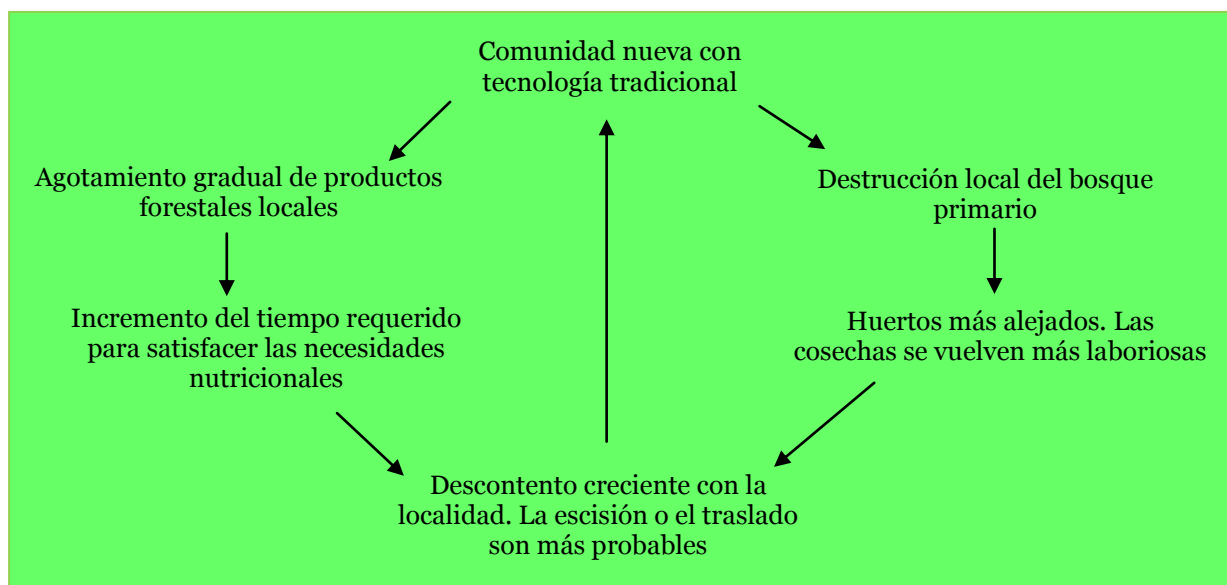 Comunidad nueva con
tecnología tradicional
Agotamiento gradual de productos
forestales locales
Destrucción local del bosque
primario
Incremento del tiempo requerido
para satisfacer las necesidades
nutricionales
Huertos más alejados. Las
cosechas se vuelven más laboriosas
Descontento creciente con la
localidad. La escisión o el traslado
son más probables